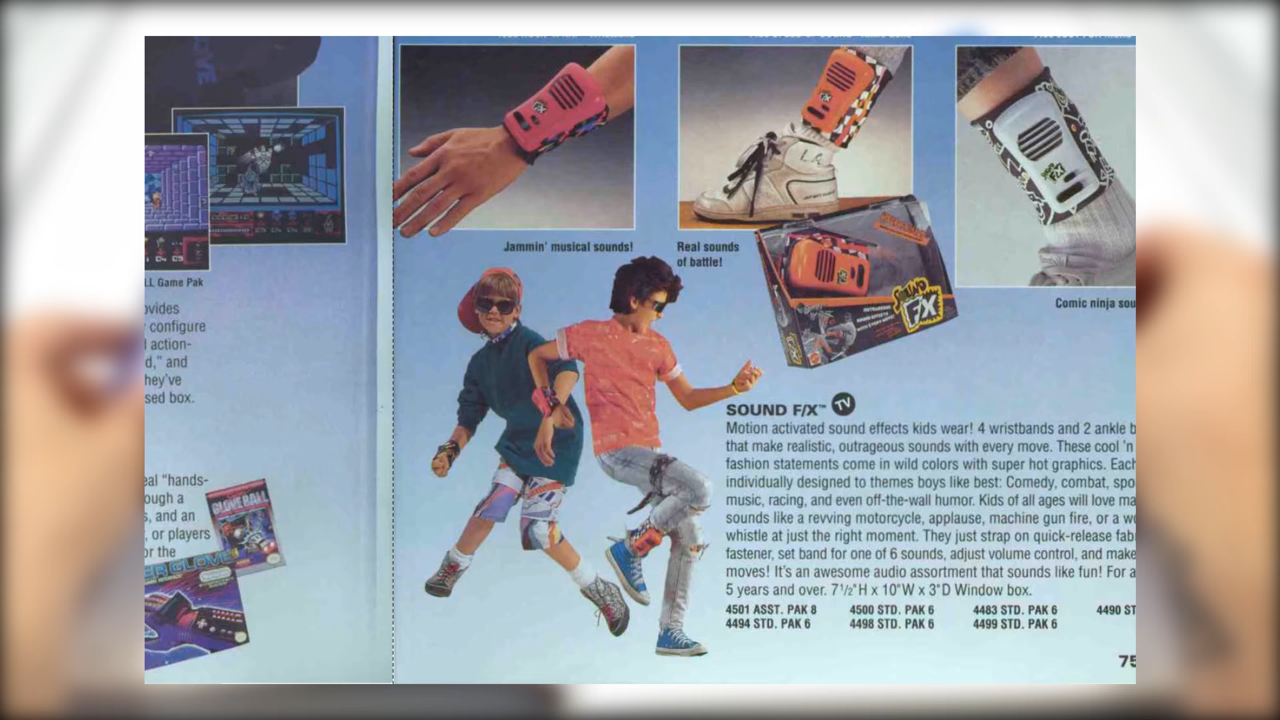 LL Game Pak
ovides
configure
l action-
d," and
hey've
sed box.
eal "hands-
ough a
s, and an
, or players
or the
GLOVEBALL
ER GLOVE
Jammin' musical sounds!
Real sounds
of battle!
Comic ninja sou
L.A.
SOUND
F/X
SOUND F/X™ TV
Motion activated sound effects kids wear! 4 wristbands and 2 ankle b
that make realistic, outrageous sounds with every move. These cool 'n
fashion statements come in wild colors with super hot graphics. Each
individually designed to themes boys like best: Comedy, combat, spo
music, racing, and even off-the-wall humor. Kids of all ages will love ma
sounds like a revving motorcycle, applause, machine gun fire, or a wo
whistle at just the right moment. They just strap on quick-release fab
fastener, set band for one of 6 sounds, adjust volume control, and make
moves! It's an awesome audio assortment that sounds like fun! For a
5 years and over. 7½"H x 10"W x 3"D Window box.
4501 ASST. PAK 8 4500 STD. PAK 6 4483 STD. PAK 6 4490 ST
4494 STD. PAK 6 4498 STD. PAK 6 4499 STD. PAK 6
75